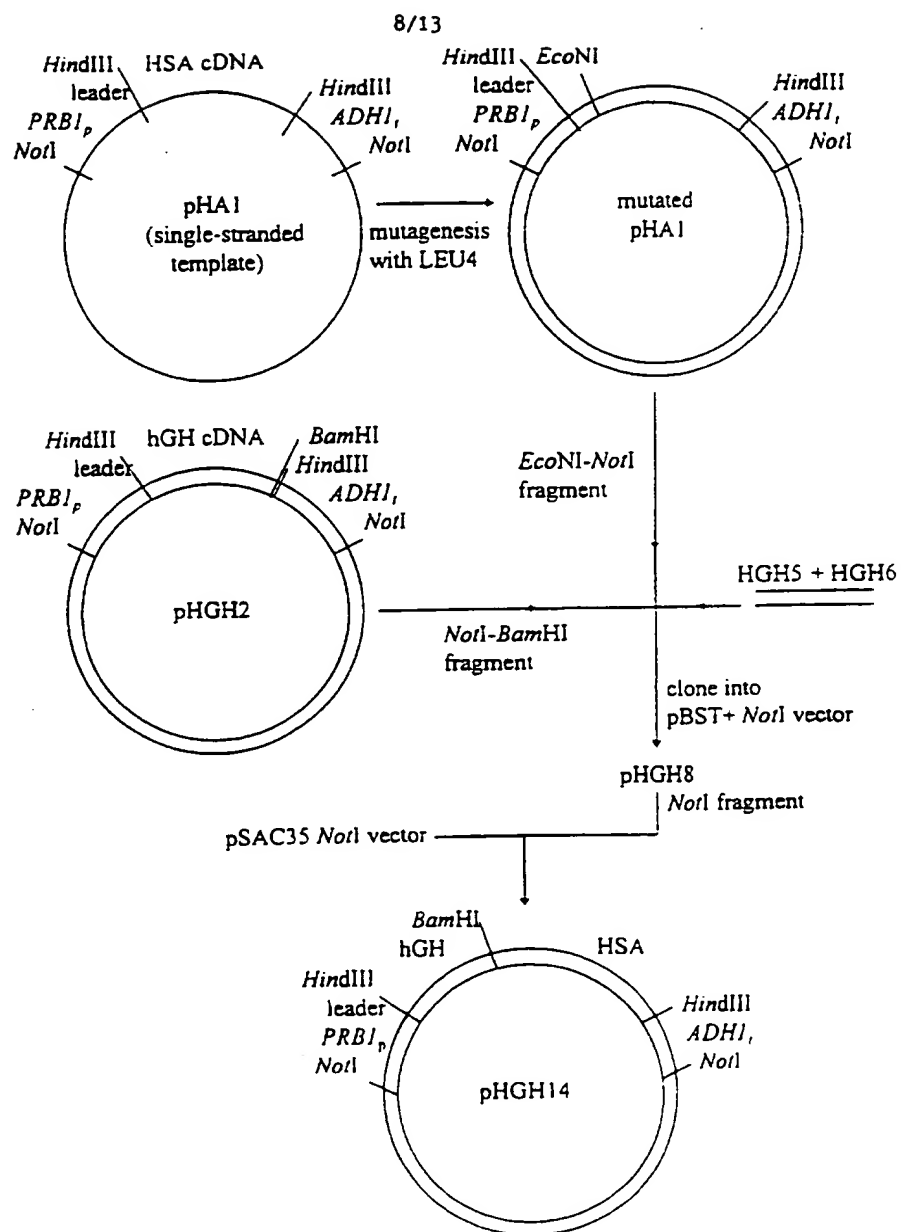 8/13
HindIII HSA cDNA
leader
PRB1p
NotI
HindIII
ADH1t
NotI
pHA1
(single-stranded
template)
mutagenesis
with LEU4
HindIII EcoNI
leader
PRB1p
NotI
HindIII
ADH1t
NotI
mutated
pHA1
HindIII hGH cDNA
leader
PRB1p
NotI
BamHI
HindIII
ADH1t
NotI
pHGH2
EcoNI-NotI
fragment
HGH5 + HGH6
NotI-BamHI
fragment
clone into
pBST+ NotI vector
pHGH8
NotI fragment
pSAC35 NotI vector
BamHI
hGH
HSA
HindIII
leader
PRB1p
NotI
HindIII
ADH1t
NotI
pHGH14